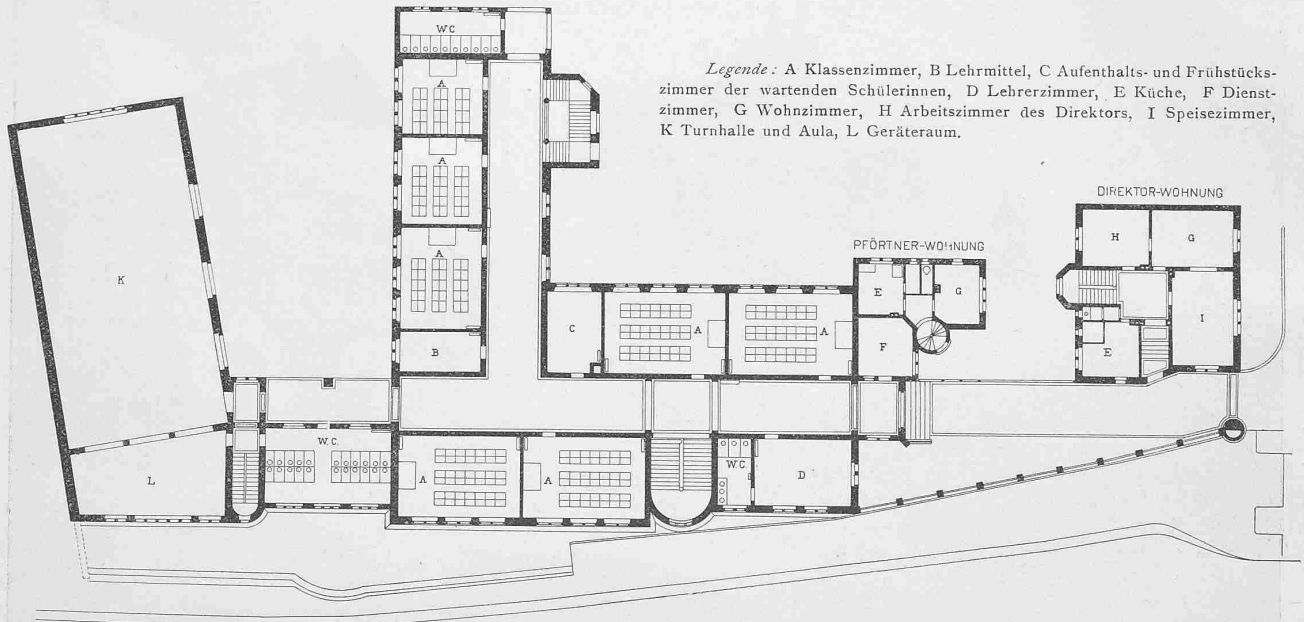 Legende: A Klassenzimmer, B Lehrmittel, C Aufenthalts- und Frühstücks-
zimmer der wartenden Schülerinnen, D Lehrerzimmer, E Küche, F Dienst-
zimmer, G Wohnzimmer, H Arbeitszimmer des Direktors, I Speisezimmer,
K Turnhalle und Aula, L Geräteraum.
W.C
A
A
A
B
K
L
W.C.
A
A
C
A
A
W.C.
D
PFÖRTNER-WOHNUNG
E
G
F
DIREKTOR-WOHNUNG
H
G
E
I